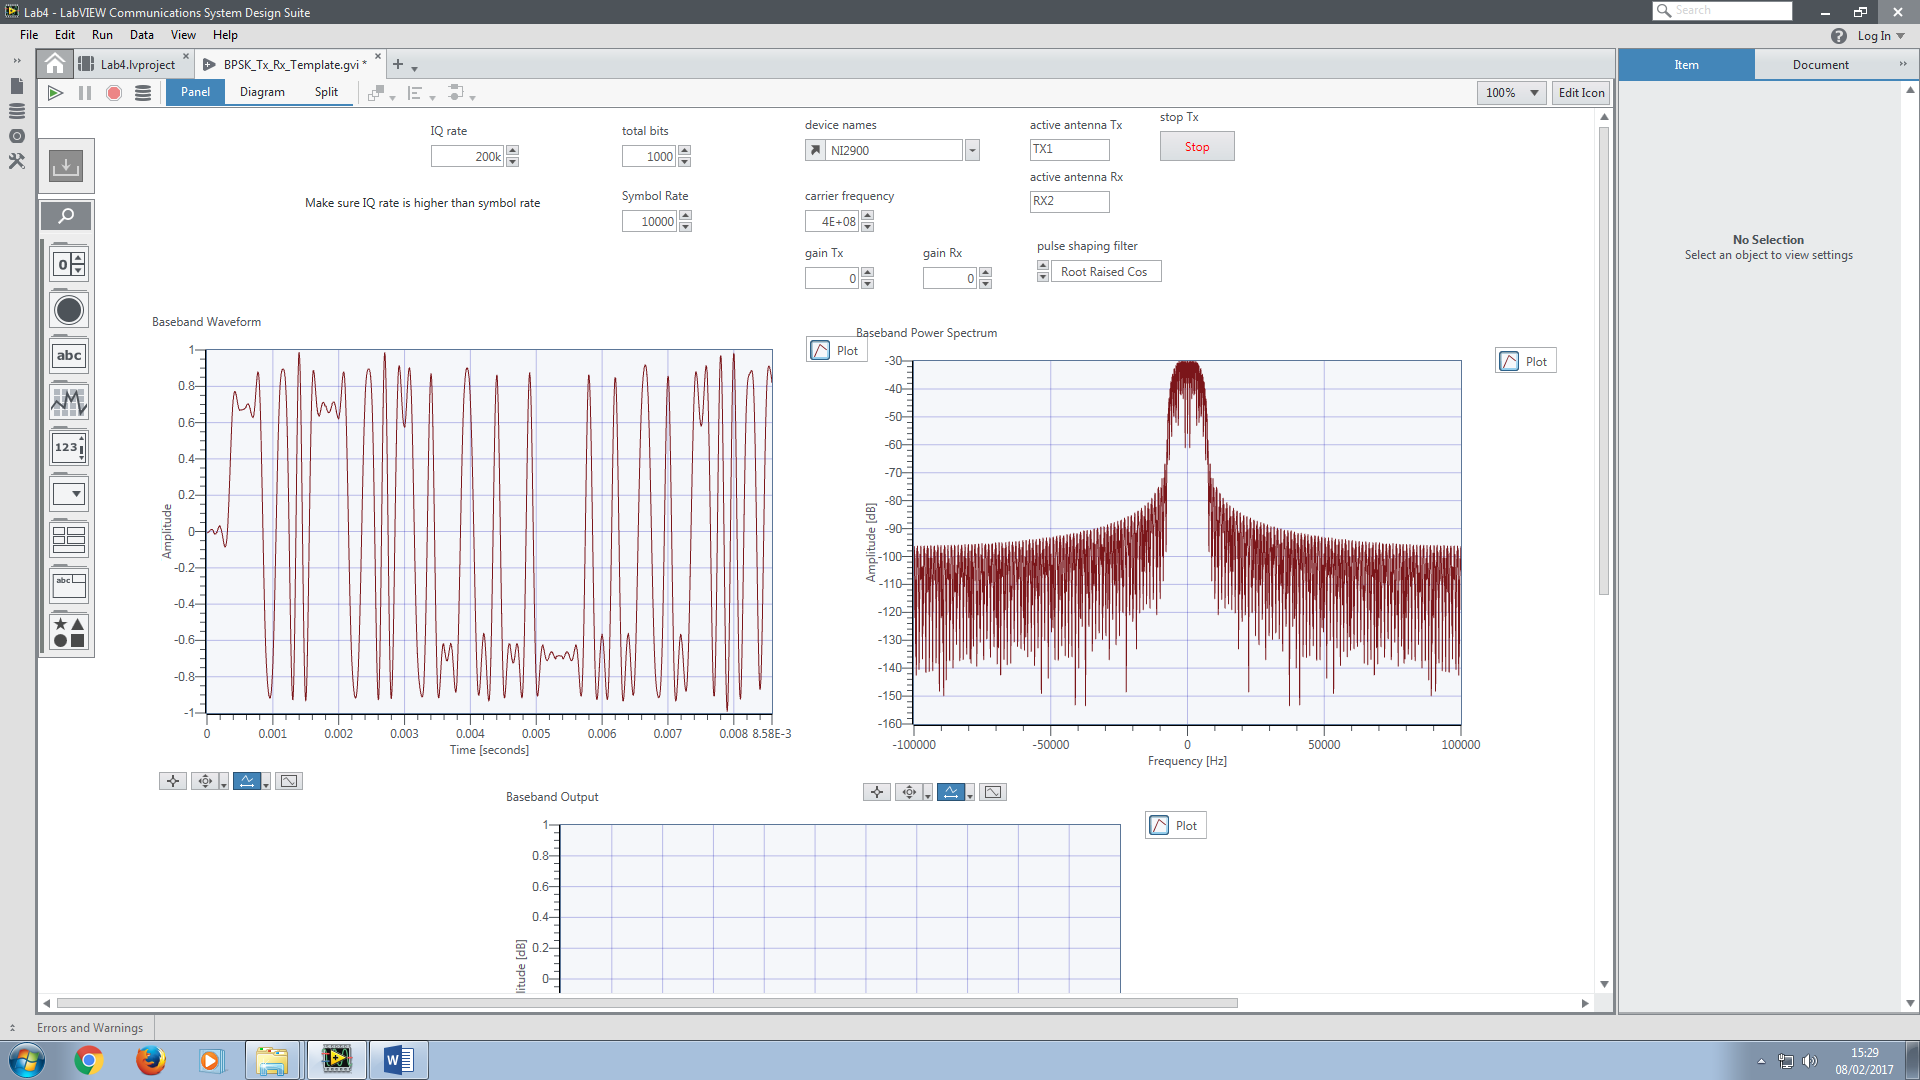 Lab4 - LabVIEW Communications System Design Suite
Search
File Edit Run Data View Help
Log In
Lab4.lvproject
BPSK_Tx_Rx_Template.gvi *
Item
Document
Panel
Diagram
Split
100%
Edit Icon
IQ rate
200k
total bits
1000
device names
NI2900
active antenna Tx
TX1
stop Tx
Stop
active antenna Rx
RX2
Make sure IQ rate is higher than symbol rate
Symbol Rate
10000
carrier frequency
4E+08
gain Tx
0
gain Rx
0
pulse shaping filter
Root Raised Cos
No Selection
Select an object to view settings
0
abc
123
abc
Baseband Waveform
Plot
1
0.8
0.6
0.4
0.2
0
-0.2
-0.4
-0.6
-0.8
-1
Amplitude
0 0.001 0.002 0.003 0.004 0.005 0.006 0.007 0.008 8.58E-3
Time [seconds]
Baseband Power Spectrum
Plot
-30
-40
-50
-60
-70
-80
-90
-100
-110
-120
-130
-140
-150
-160
Amplitude [dB]
-100000 -50000 0 50000 100000
Frequency [Hz]
Baseband Output
Plot
1
0.8
0.6
0.4
0.2
0
litude [dB]
Errors and Warnings
15:29
08/02/2017